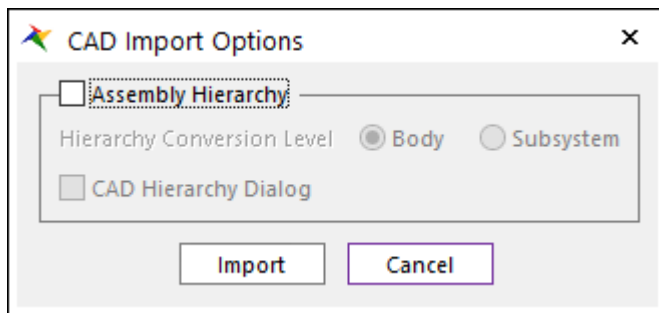 CAD Import Options
Assembly Hierarchy
Hierarchy Conversion Level Body Subsystem
CAD Hierarchy Dialog
Import Cancel